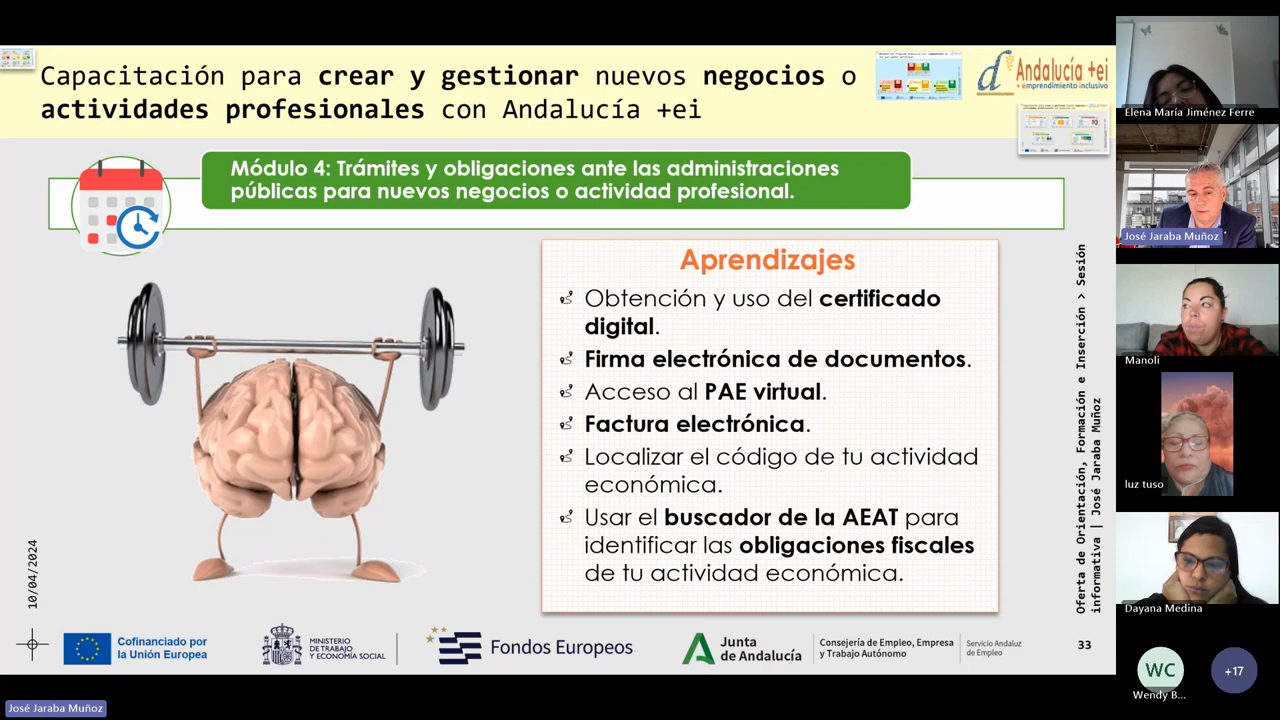 Capacitación para crear y gestionar nuevos negocios o
actividades profesionales con Andalucía +ei
Andalucía +ei
+ emprendimiento inclusivo
Módulo 4: Trámites y obligaciones ante las administraciones
públicas para nuevos negocios o actividad profesional.
Aprendizajes
Obtención y uso del certificado
digital.
Firma electrónica de documentos.
Acceso al PAE virtual.
Factura electrónica.
Localizar el código de tu actividad
económica.
Usar el buscador de la AEAT para
identificar las obligaciones fiscales
de tu actividad económica.
10/04/2024
Oferta de Orientación, Formación e Inserción > Sesión
informativa | José Jaraba Muñoz
Cofinanciado por
la Unión Europea
MINISTERIO
DE TRABAJO
Y ECONOMÍA SOCIAL
Fondos Europeos
Junta
de Andalucía
Consejería de Empleo, Empresa
y Trabajo Autónomo
Servicio Andaluz
de Empleo
33
José Jaraba Muñoz
Elena María Jiménez Ferre
José Jaraba Muñoz
Manoli
luz tuso
Dayana Medina
WC
Wendy B...
+17